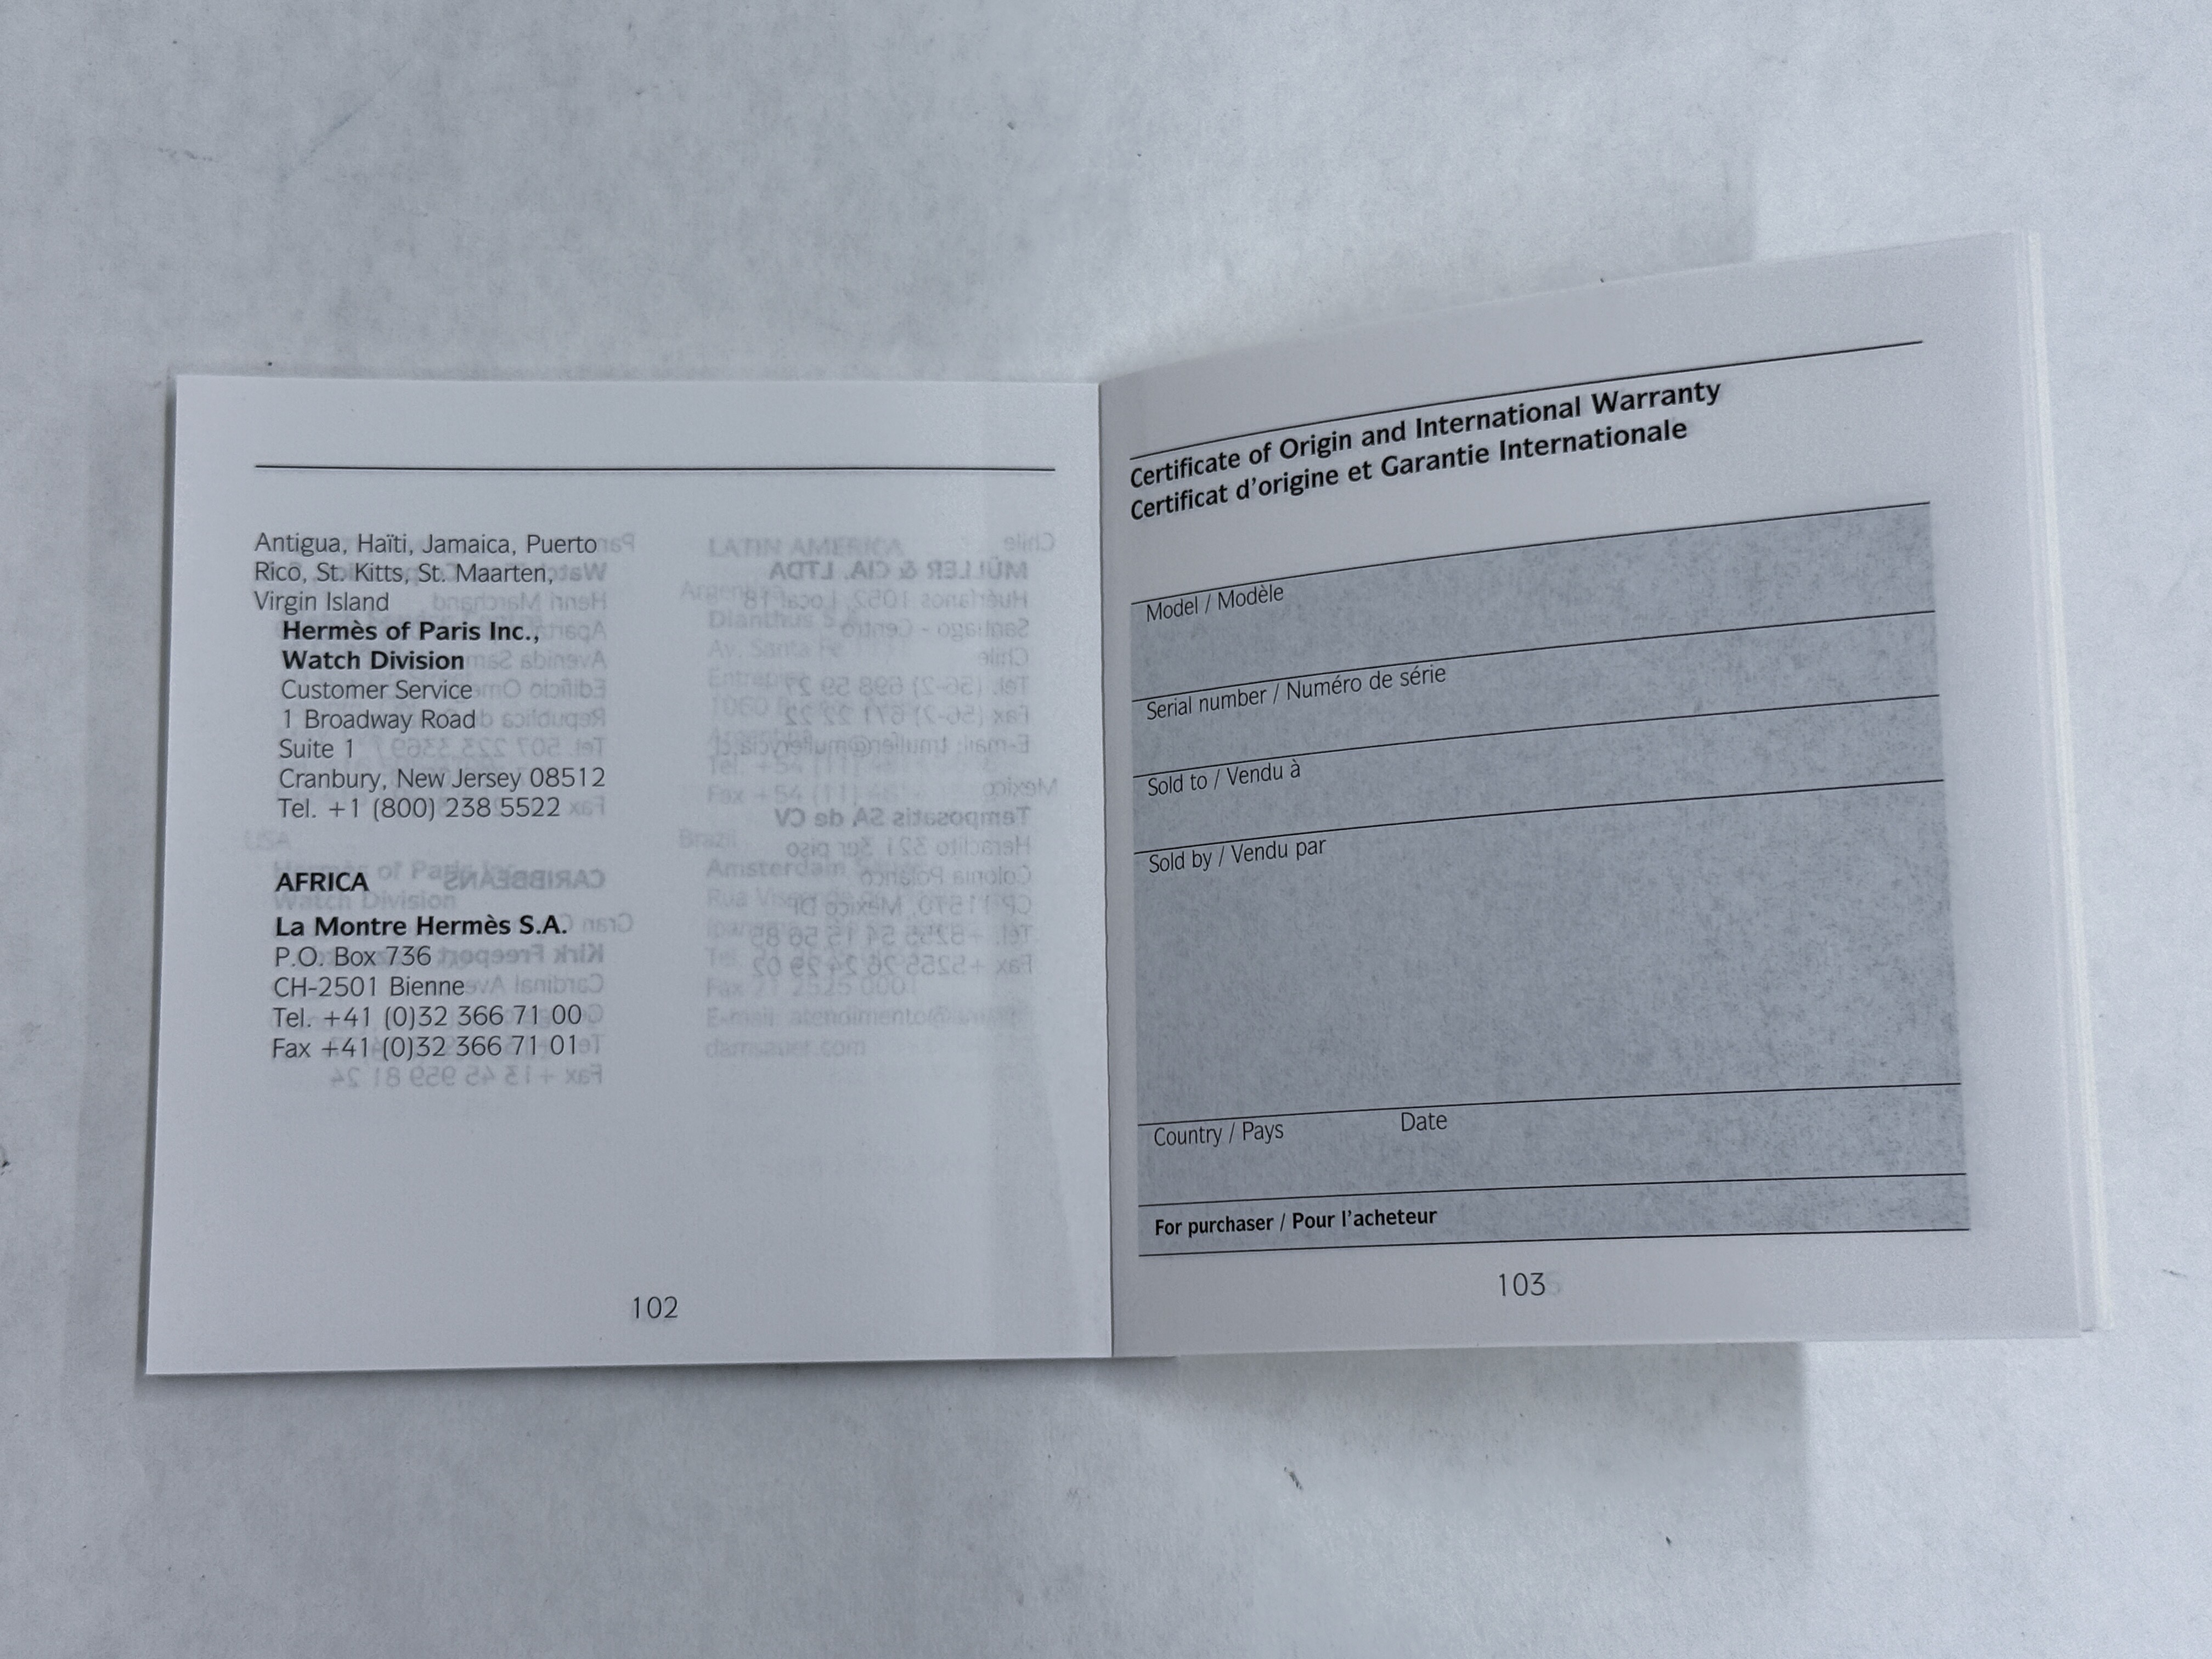 Antigua, Haïti, Jamaica, Puerto
Rico, St. Kitts, St. Maarten,
Virgin Island
Hermès of Paris Inc.,
Watch Division
Customer Service
1 Broadway Road
Suite 1
Cranbury, New Jersey 08512
Tel. +1 (800) 238 5522
AFRICA
La Montre Hermès S.A.
P.O. Box 736
CH-2501 Bienne
Tel. +41 (0)32 366 71 00
Fax +41 (0)32 366 71 01
102
Certificate of Origin and International Warranty
Certificat d'origine et Garantie Internationale
Model / Modèle
Serial number / Numéro de série
Sold to / Vendu à
Sold by / Vendu par
Country / Pays Date
For purchaser / Pour l'acheteur
103